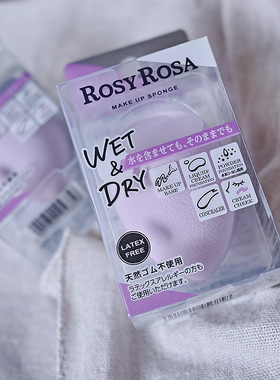 ROSY ROSA
MAKE UP SPONGE
WET
&
DRY
水を含ませても、そのままでも
MAKE UP
BASE
LIQUID/
CREAM
FOUNDATION
POWDER
FOUNDATION
CONCEALER
CREAM
CHEEK
LATEX
FREE
天然ゴム不使用
ラテックスアレルギーの方も
ご使用いただけます。